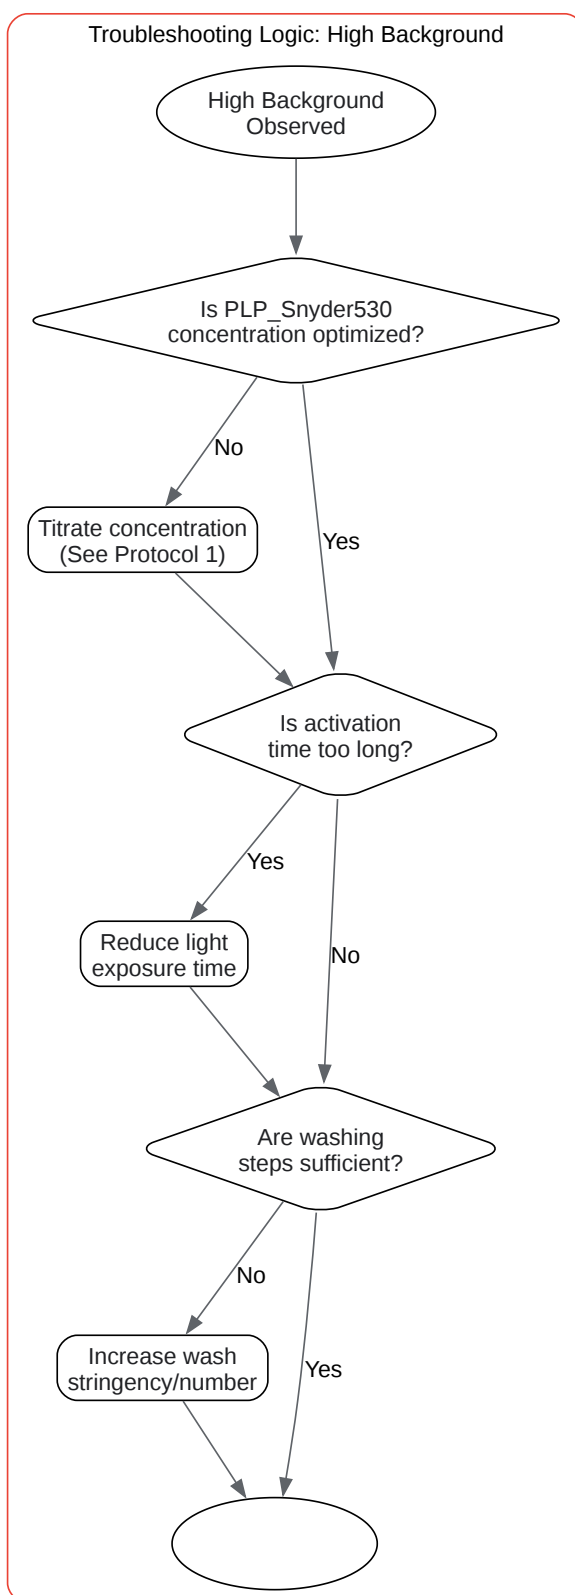 Troubleshooting Logic: High Background
High Background
Observed
Is PLP_Snyder530
concentration optimized?
No
Titrate concentration
(See Protocol 1)
Yes
Is activation
time too long?
Yes
Reduce light
exposure time
No
Are washing
steps sufficient?
No
Increase wash
stringency/number
Yes